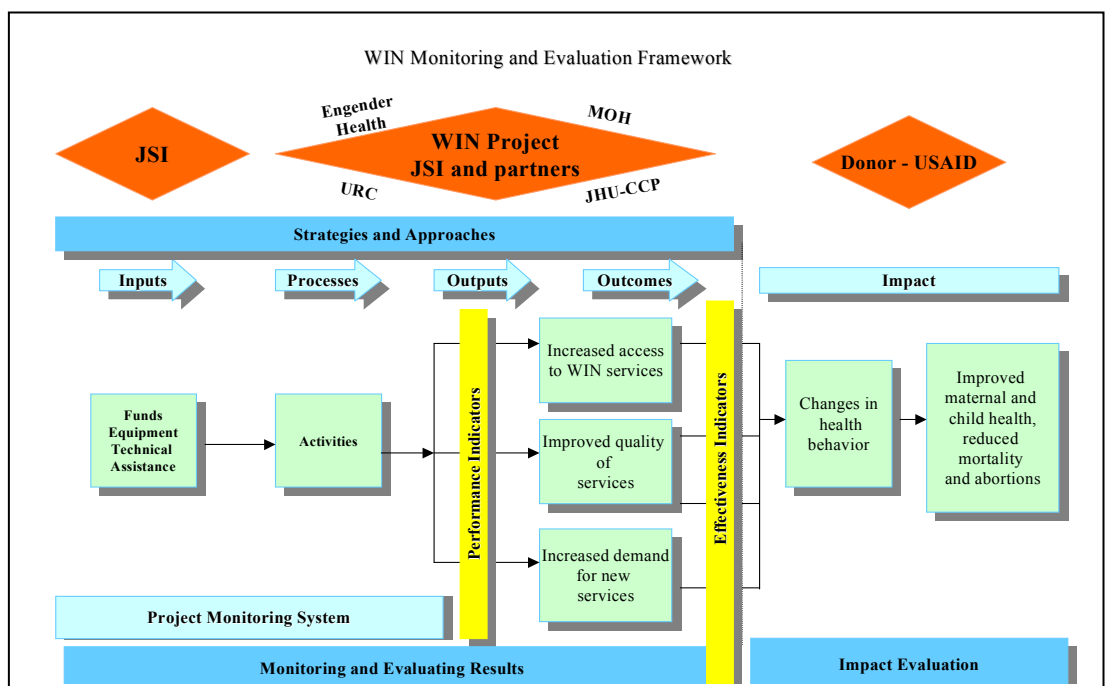 WIN Monitoring and Evaluation Framework
JSI
Engender
Health
MOH
WIN Project
JSI and partners
URC
JHU-CCP
Donor - USAID
Strategies and Approaches
Inputs
Processes
Outputs
Outcomes
Impact
Funds
Equipment
Technical
Assistance
Activities
Performance Indicators
Increased access
to WIN services
Improved quality
of
services
Increased demand
for new
services
Effectiveness Indicators
Changes in
health
behavior
Improved
maternal and
child health,
reduced
mortality
and abortions
Project Monitoring System
Monitoring and Evaluating Results
Impact Evaluation